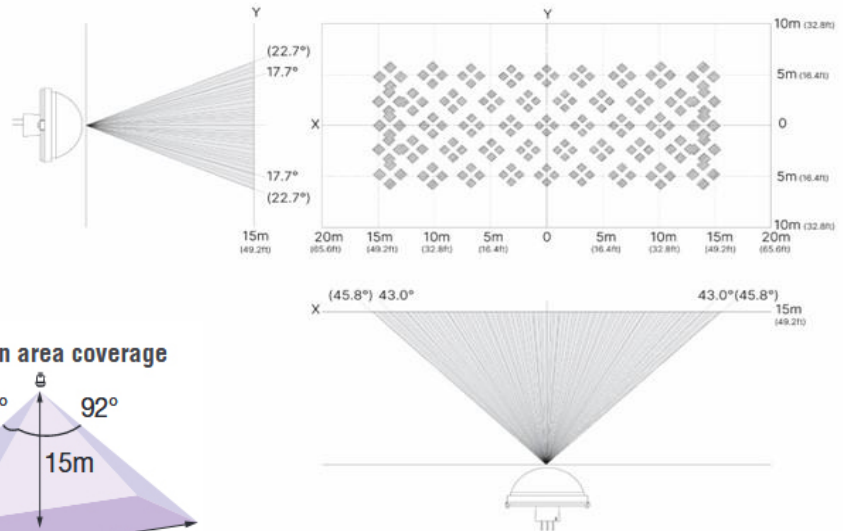 Y
(22.7°)
17.7°
17.7°
(22.7°)
15m
(49.2ft)
Y
10m (32.8ft)
5m (16.4ft)
X
0
5m (16.4ft)
10m (32.8ft)
20m 15m 10m 5m 0 5m 10m 15m 20m
(65.6ft) (49.2ft) (32.8ft) (16.4ft) (16.4ft) (32.8ft) (49.2ft) (65.6ft)
(45.8°) 43.0° 43.0° (45.8°)
X
15m
(49.2ft)
n area coverage
° 92°
15m